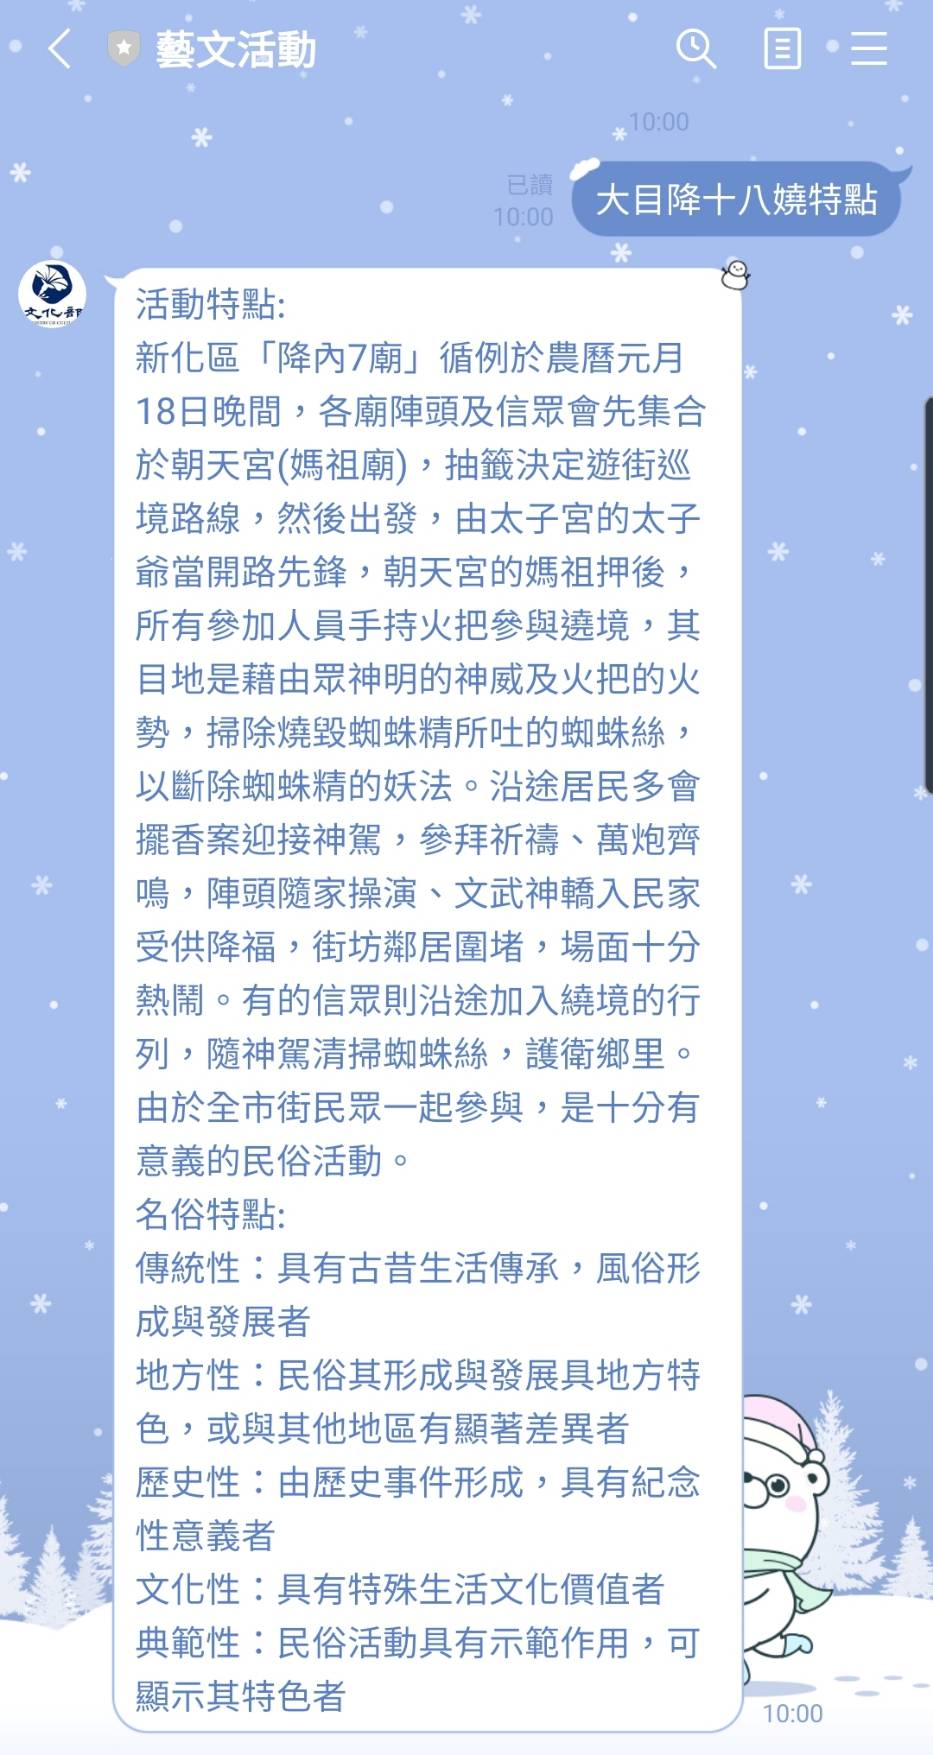 藝文活動
10:00
已讀
10:00
大目降十八嬈特點
文化部
活動特點:
新化區「降內7廟」循例於農曆元月
18日晚間，各廟陣頭及信眾會先集合
於朝天宮(媽祖廟)，抽籤決定遊街巡
境路線，然後出發，由太子宮的太子
爺當開路先鋒，朝天宮的媽祖押後，
所有參加人員手持火把參與遶境，其
目地是藉由眾神明的神威及火把的火
勢，掃除燒毀蜘蛛精所吐的蜘蛛絲，
以斷除蜘蛛精的妖法。沿途居民多會
擺香案迎接神駕，參拜祈禱、萬炮齊
鳴，陣頭隨家操演、文武神轎入民家
受供降福，街坊鄰居圍堵，場面十分
熱鬧。有的信眾則沿途加入繞境的行
列，隨神駕清掃蜘蛛絲，護衛鄉里。
由於全市街民眾一起參與，是十分有
意義的民俗活動。
名俗特點:
傳統性：具有古昔生活傳承，風俗形
成與發展者
地方性：民俗其形成與發展具地方特
色，或與其他地區有顯著差異者
歷史性：由歷史事件形成，具有紀念
性意義者
文化性：具有特殊生活文化價值者
典範性：民俗活動具有示範作用，可
顯示其特色者
10:00